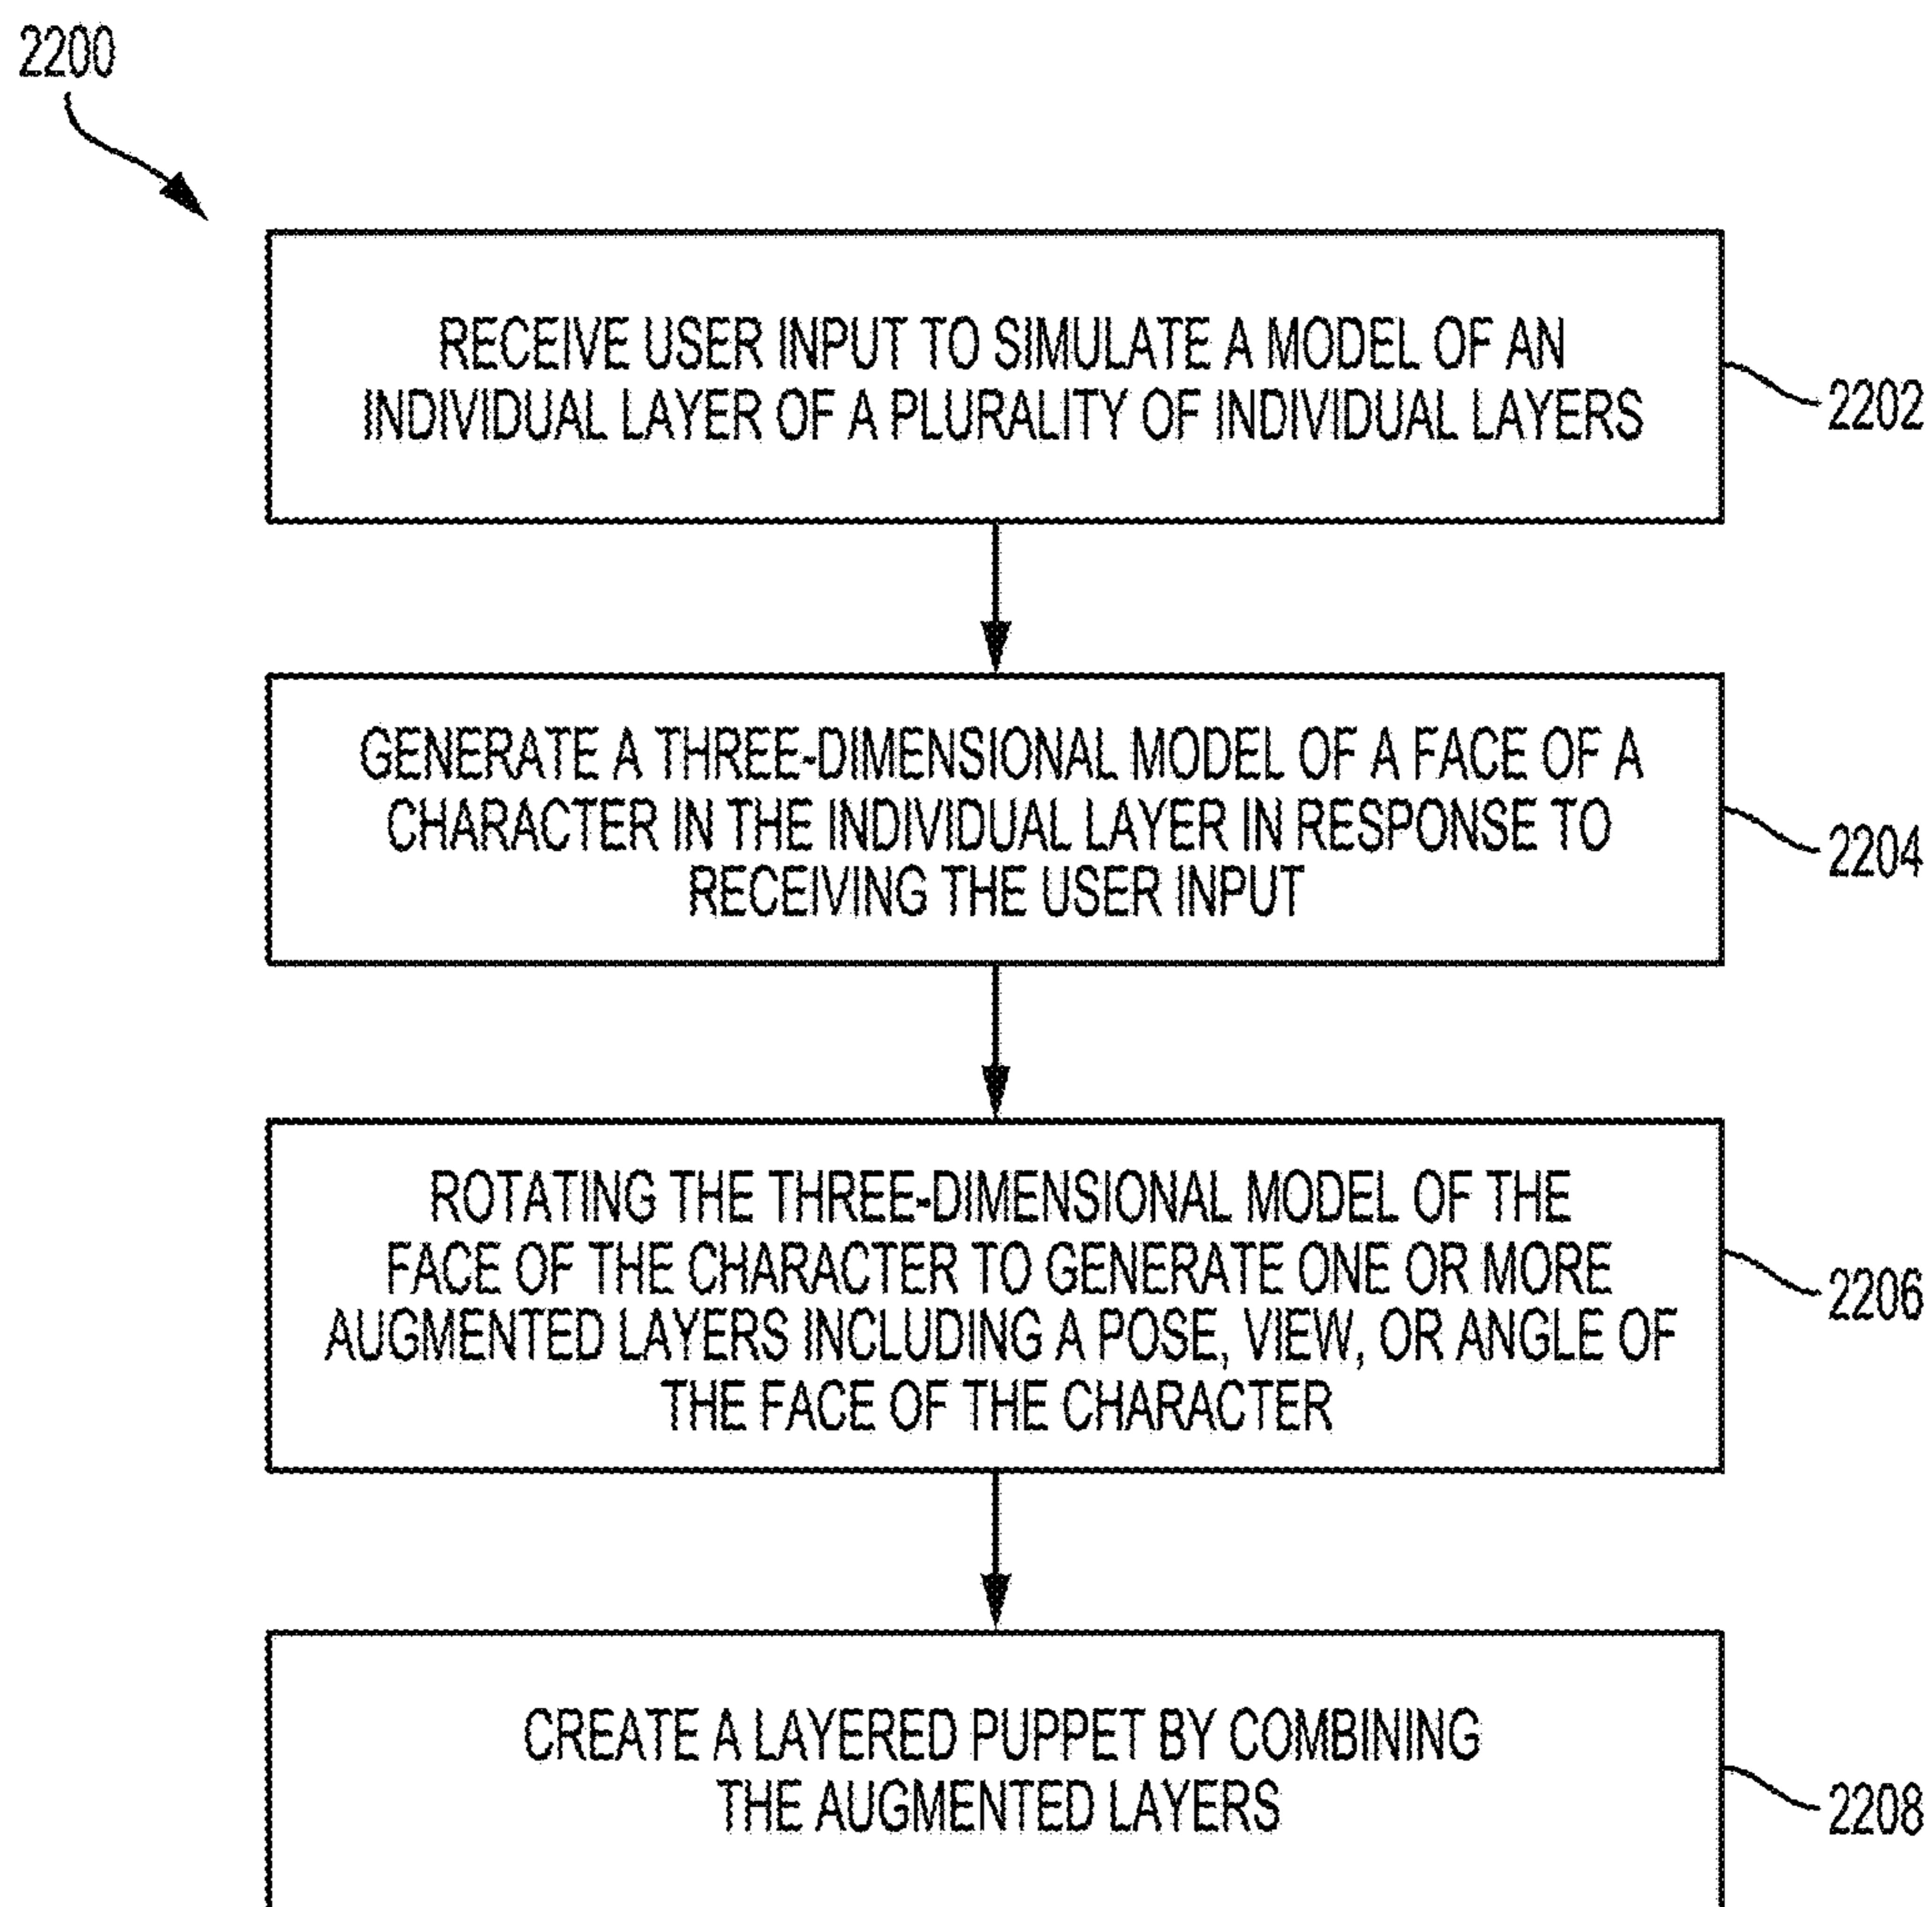 2200
RECEIVE USER INPUT TO SIMULATE A MODEL OF AN
INDIVIDUAL LAYER OF A PLURALITY OF INDIVIDUAL LAYERS
2202
GENERATE A THREE-DIMENSIONAL MODEL OF A FACE OF A
CHARACTER IN THE INDIVIDUAL LAYER IN RESPONSE TO
RECEIVING THE USER INPUT
2204
ROTATING THE THREE-DIMENSIONAL MODEL OF THE
FACE OF THE CHARACTER TO GENERATE ONE OR MORE
AUGMENTED LAYERS INCLUDING A POSE, VIEW, OR ANGLE OF
THE FACE OF THE CHARACTER
2206
CREATE A LAYERED PUPPET BY COMBINING
THE AUGMENTED LAYERS
2208